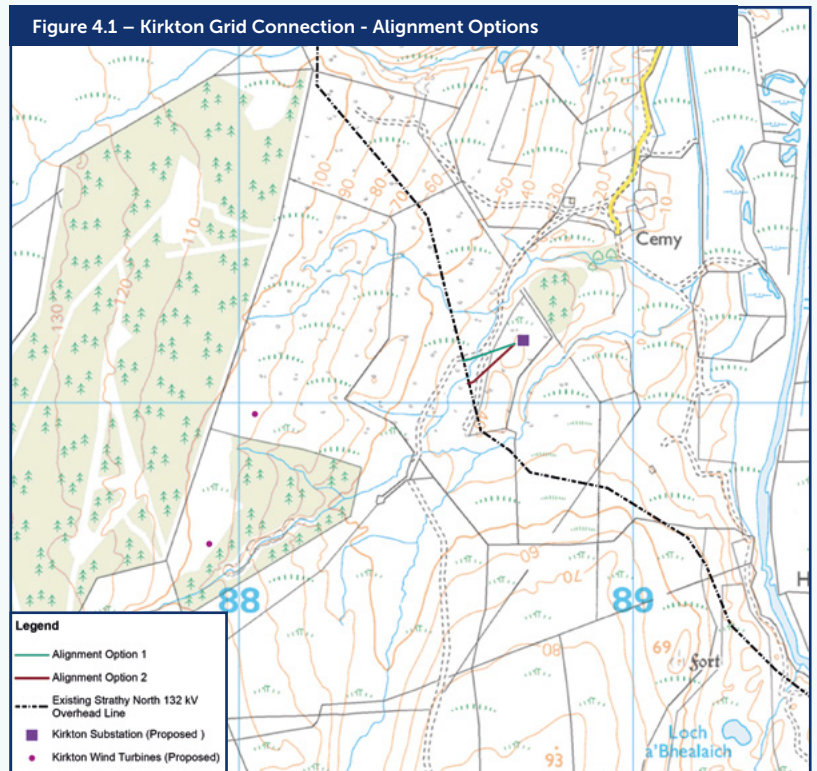 Figure 4.1 – Kirkton Grid Connection - Alignment Options
100
90
80
70
60
50
40
30
20
10
Cemy
110
120
130
88
89
60
70
80
69
fort
H
Loch
a'Bhealaich
93
Legend
Alignment Option 1
Alignment Option 2
Existing Strathy North 132 kV
Overhead Line
Kirkton Substation (Proposed )
Kirkton Wind Turbines (Proposed)